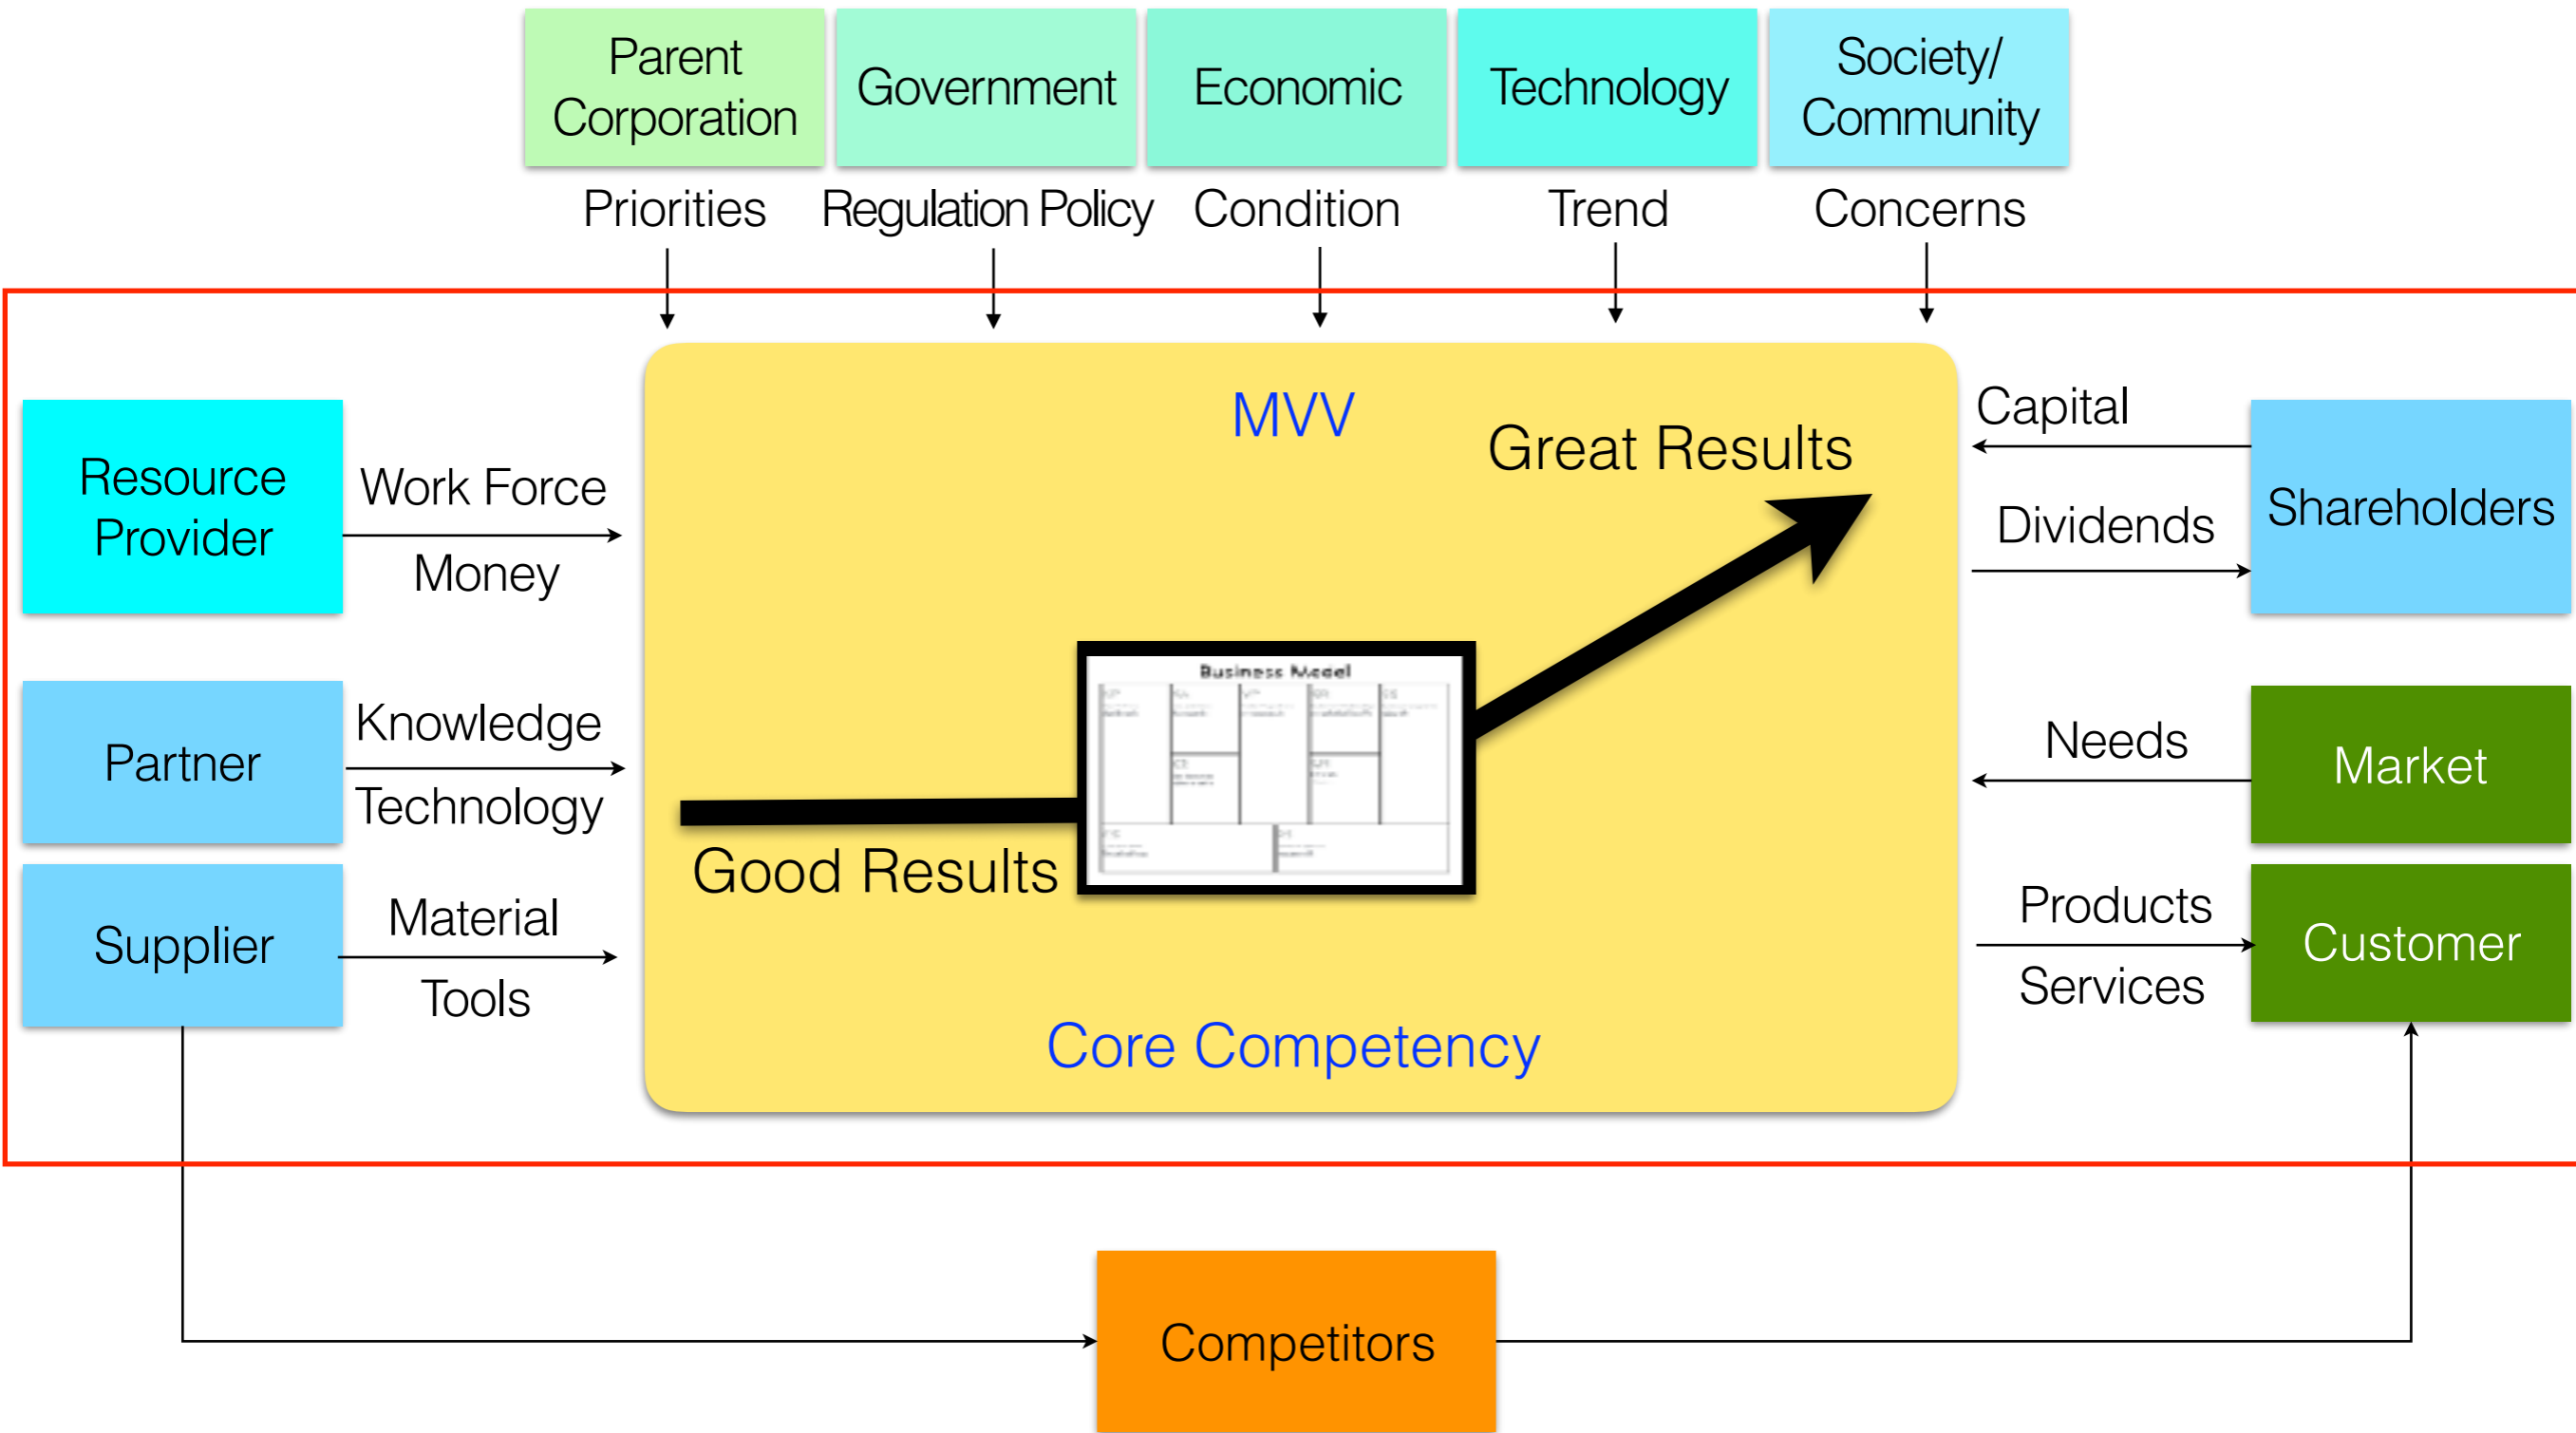 Parent
Corporation
Government
Economic
Technology
Society/
Community
Priorities
Regulation Policy
Condition
Trend
Concerns
MVV
Great Results
Good Results
Business Model
Core Competency
Resource
Provider
Work Force
Money
Partner
Knowledge
Technology
Supplier
Material
Tools
Capital
Dividends
Shareholders
Needs
Market
Products
Services
Customer
Competitors